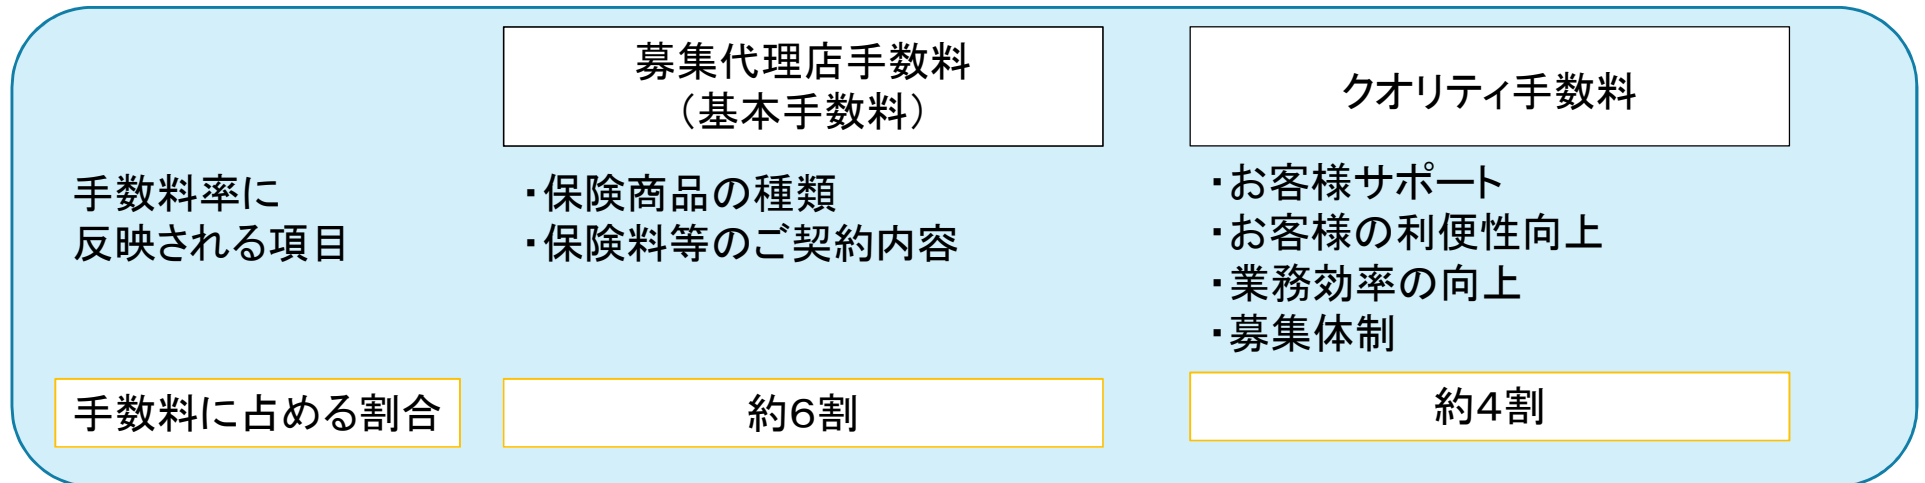 募集代理店手数料
（基本手数料）
クオリティ手数料
手数料率に
反映される項目
・保険商品の種類
・保険料等のご契約内容
・お客様サポート
・お客様の利便性向上
・業務効率の向上
・募集体制
手数料に占める割合
約６割
約４割